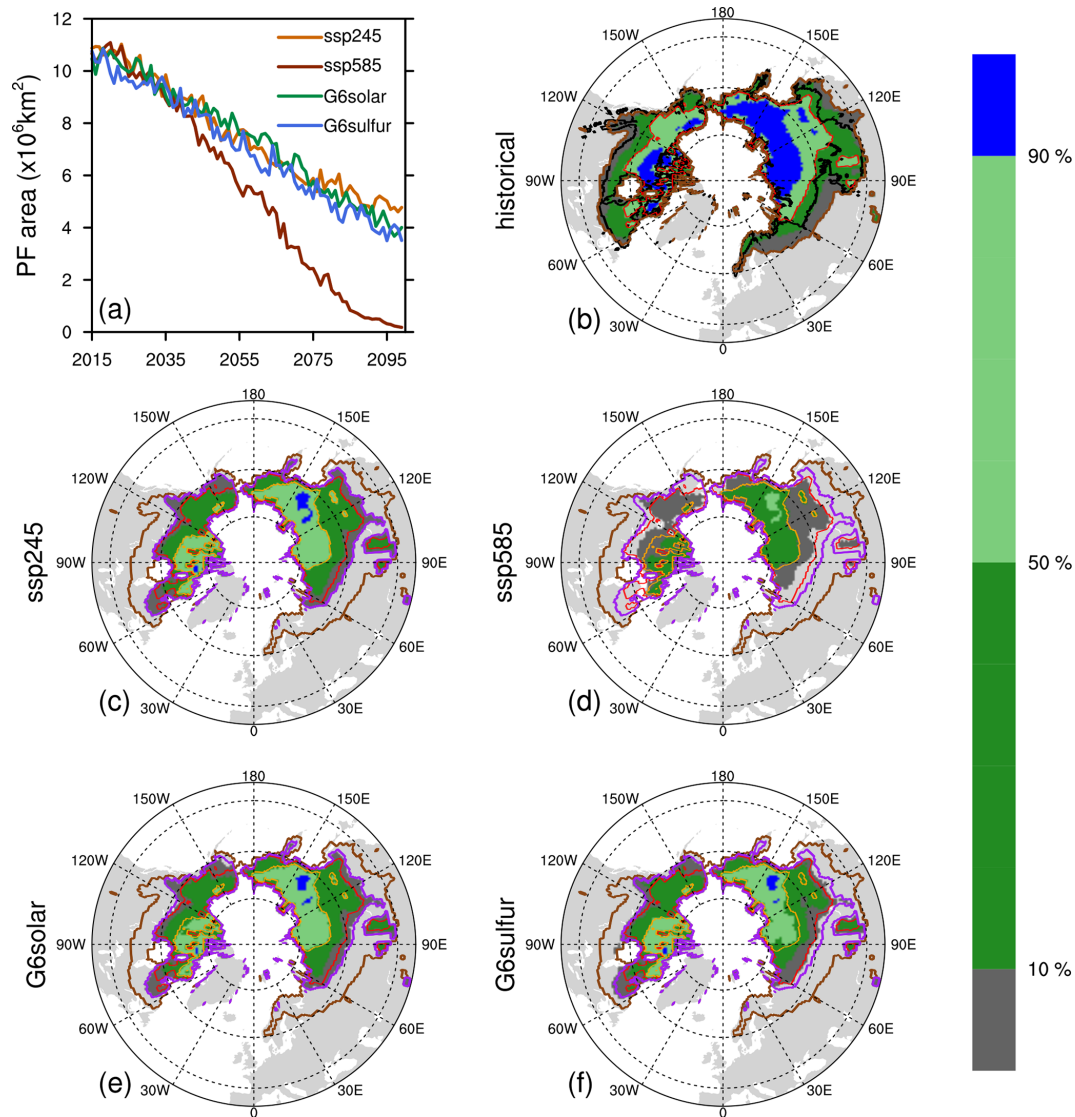 12
10
8
6
4
2
0
PF area (x10⁶km²)
ssp245
ssp585
G6solar
G6sulfur
(a)
2015 2035 2055 2075 2095
historical
180
150W 150E
120W 120E
90W 90E
60W 60E
30W 30E
0
(b)
90 %
50 %
10 %
ssp245
180
150W 150E
120W 120E
90W 90E
60W 60E
30W 30E
0
(c)
ssp585
180
150W 150E
120W 120E
90W 90E
60W 60E
30W 30E
0
(d)
G6solar
180
150W 150E
120W 120E
90W 90E
60W 60E
30W 30E
0
(e)
G6sulfur
180
150W 150E
120W 120E
90W 90E
60W 60E
30W 30E
0
(f)